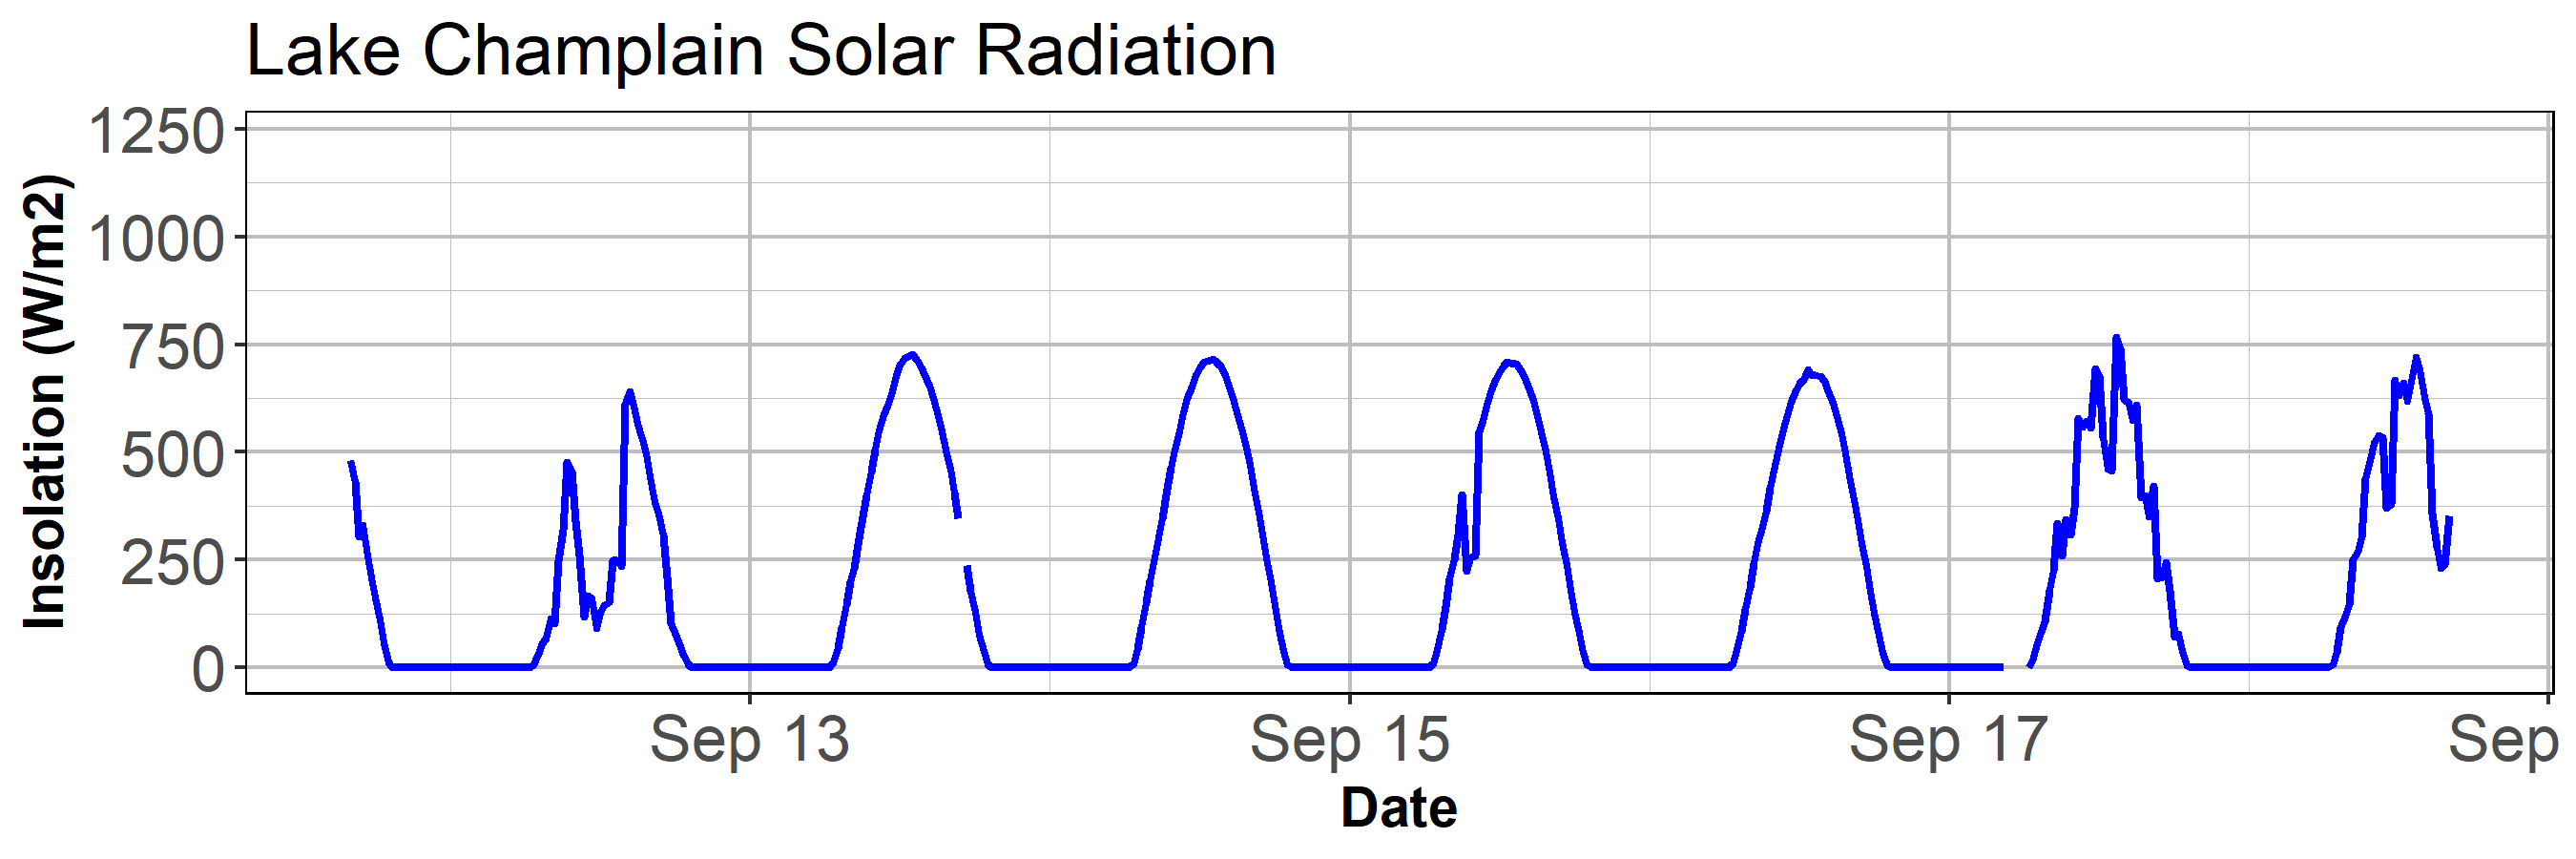 Lake Champlain Solar Radiation
1250
1000
750
500
250
0
Insolation (W/m2)
Sep 13
Sep 15
Sep 17
Sep
Date